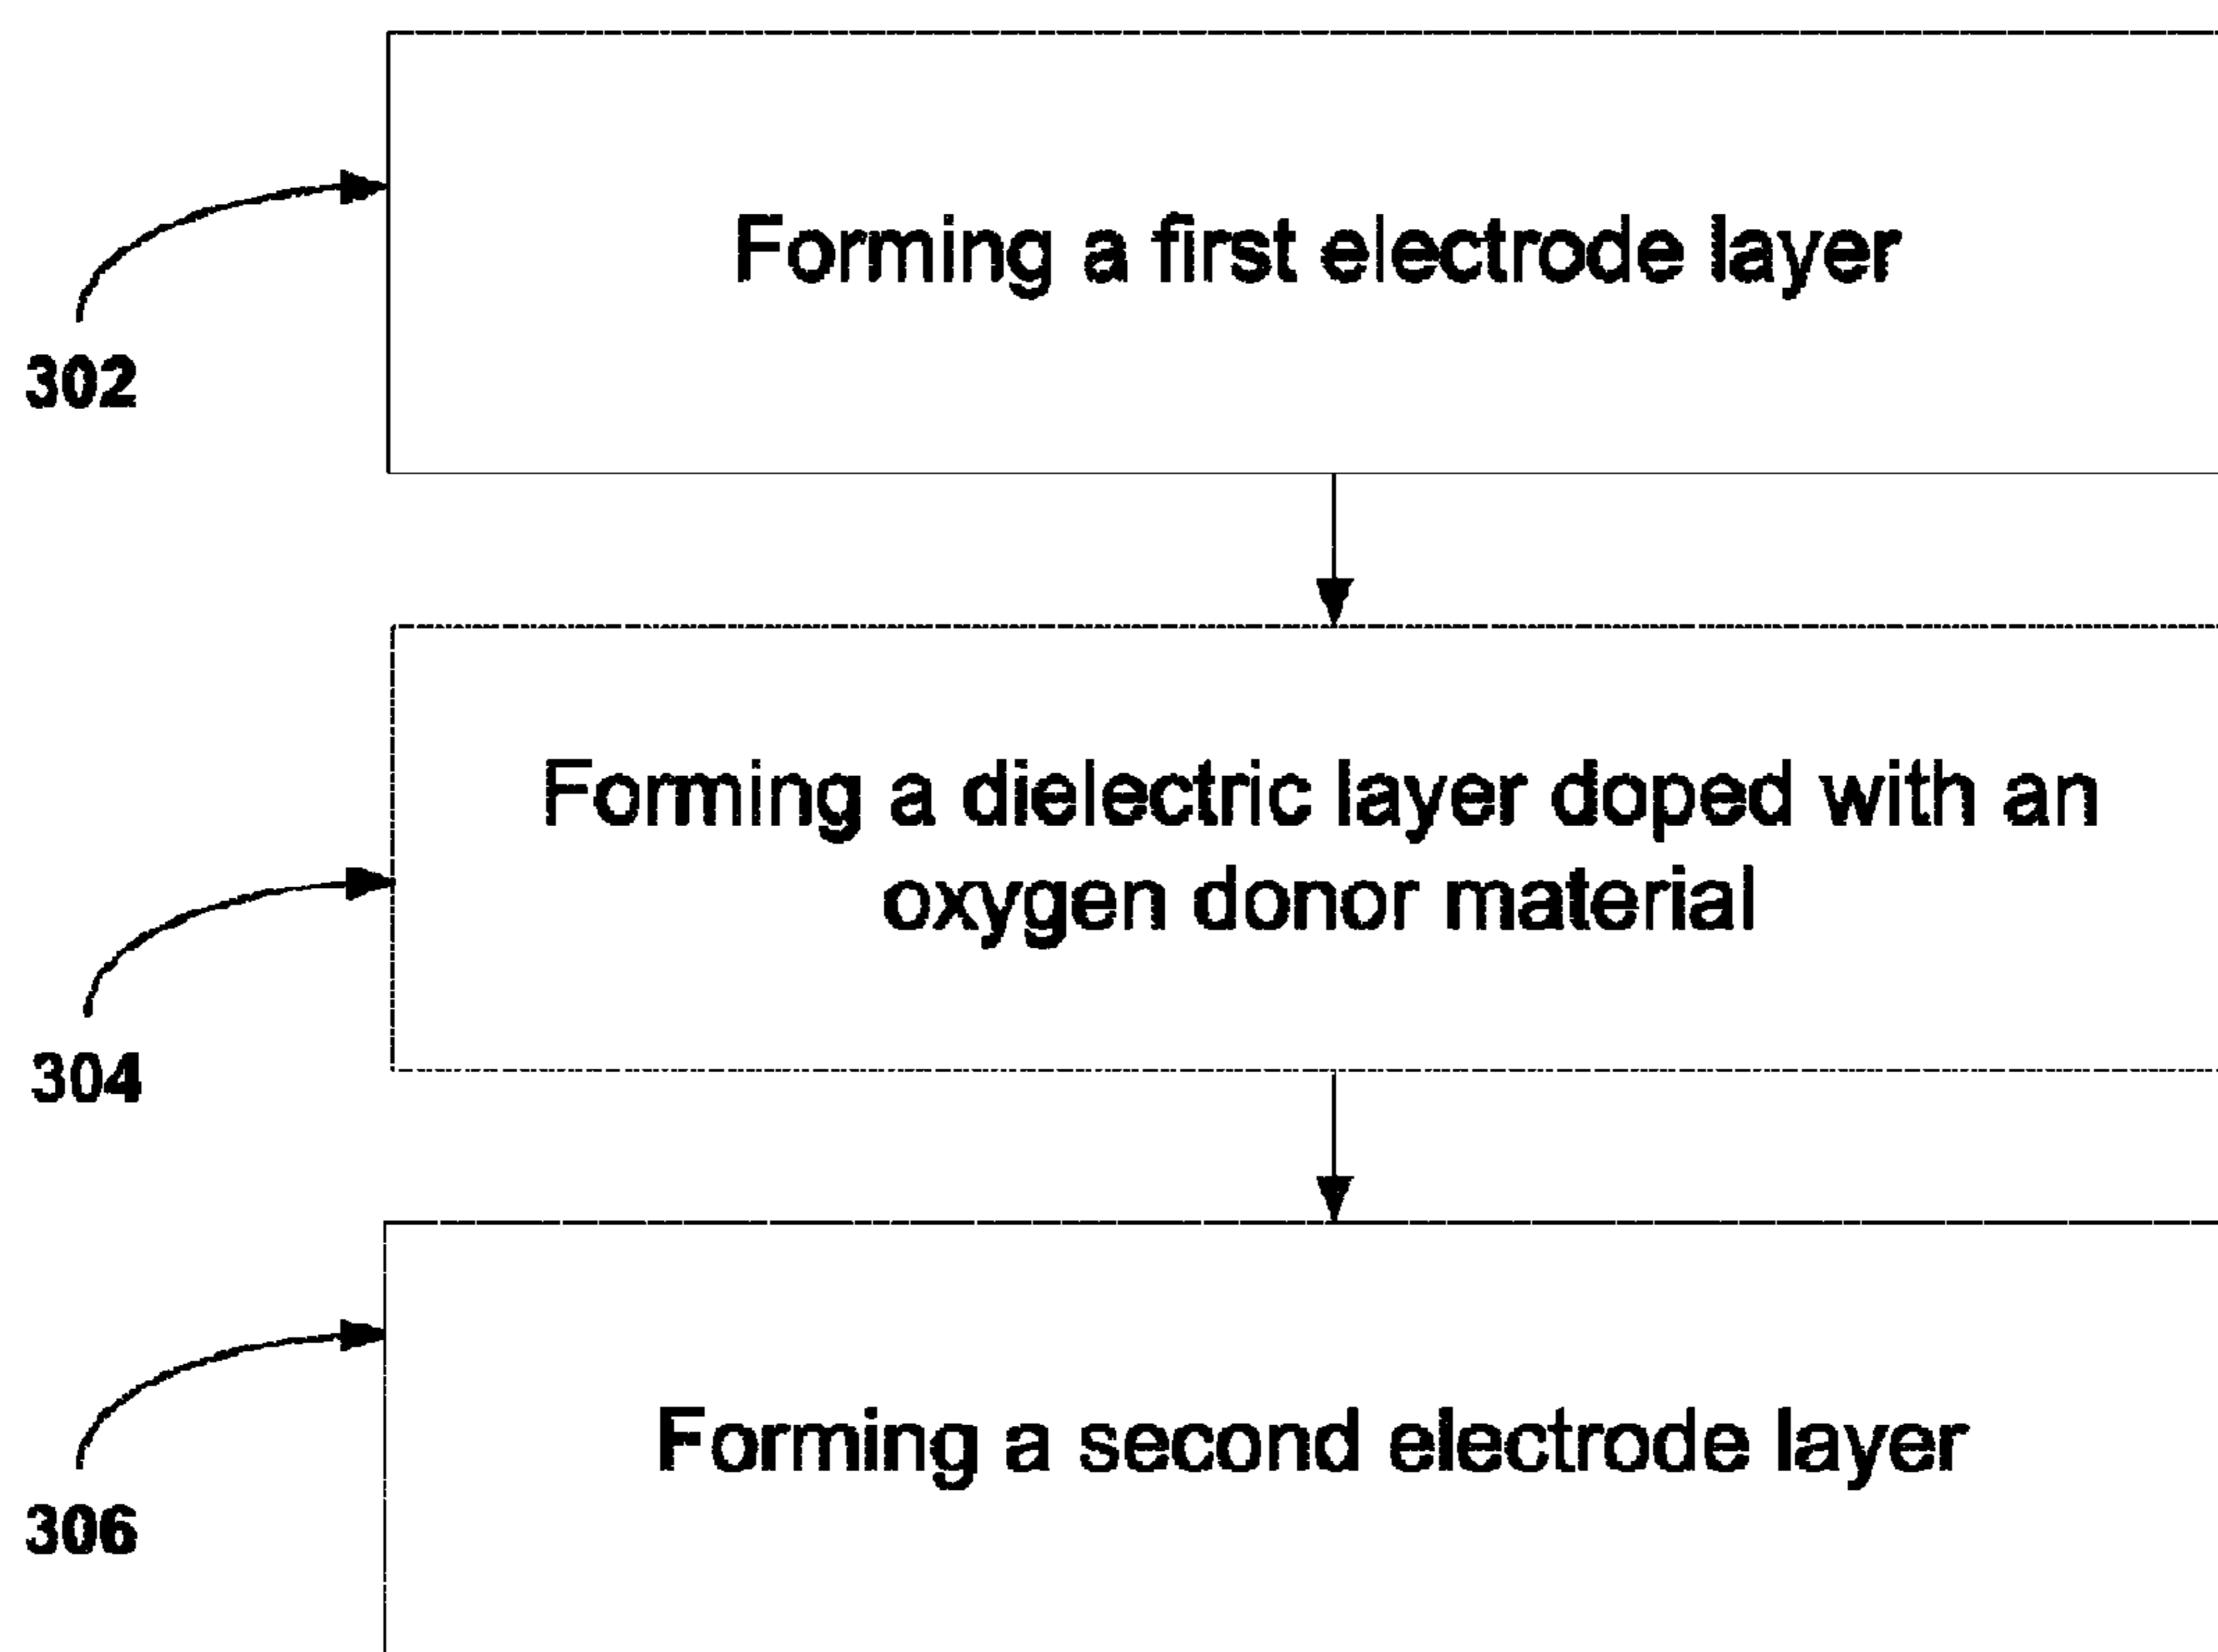 Forming a first electrode layer
302
Forming a dielectric layer doped with an
oxygen donor material
304
Forming a second electrode layer
306